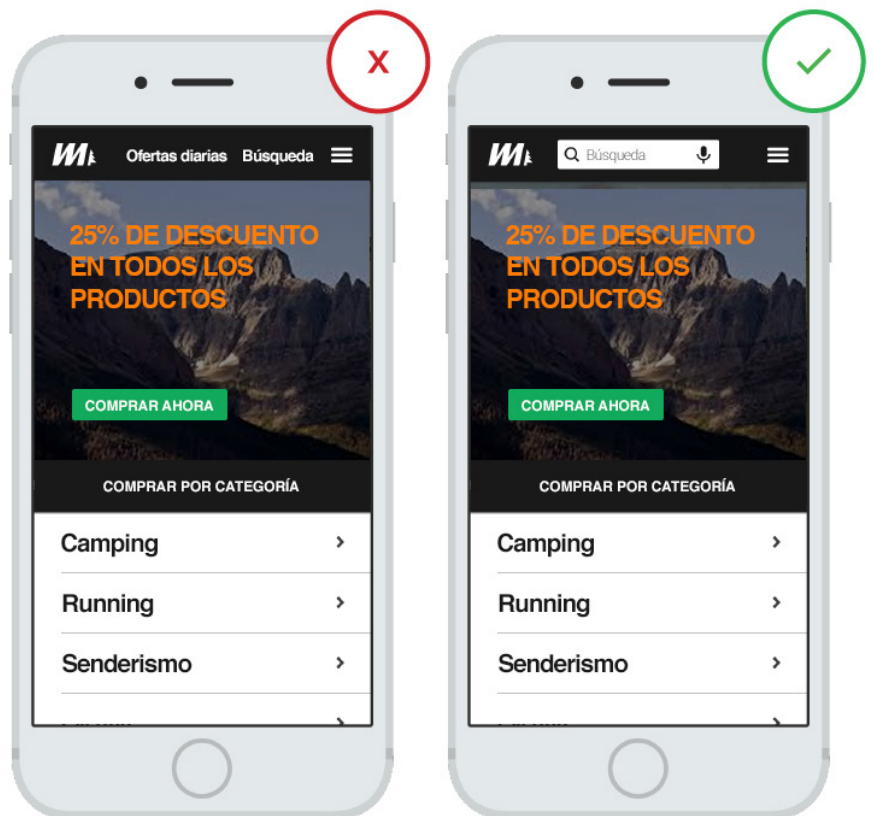 X
Ofertas diarias Búsqueda
25% DE DESCUENTO
EN TODOS LOS
PRODUCTOS
COMPRAR AHORA
COMPRAR POR CATEGORÍA
Camping
Running
Senderismo
Búsqueda
25% DE DESCUENTO
EN TODOS LOS
PRODUCTOS
COMPRAR AHORA
COMPRAR POR CATEGORÍA
Camping
Running
Senderismo